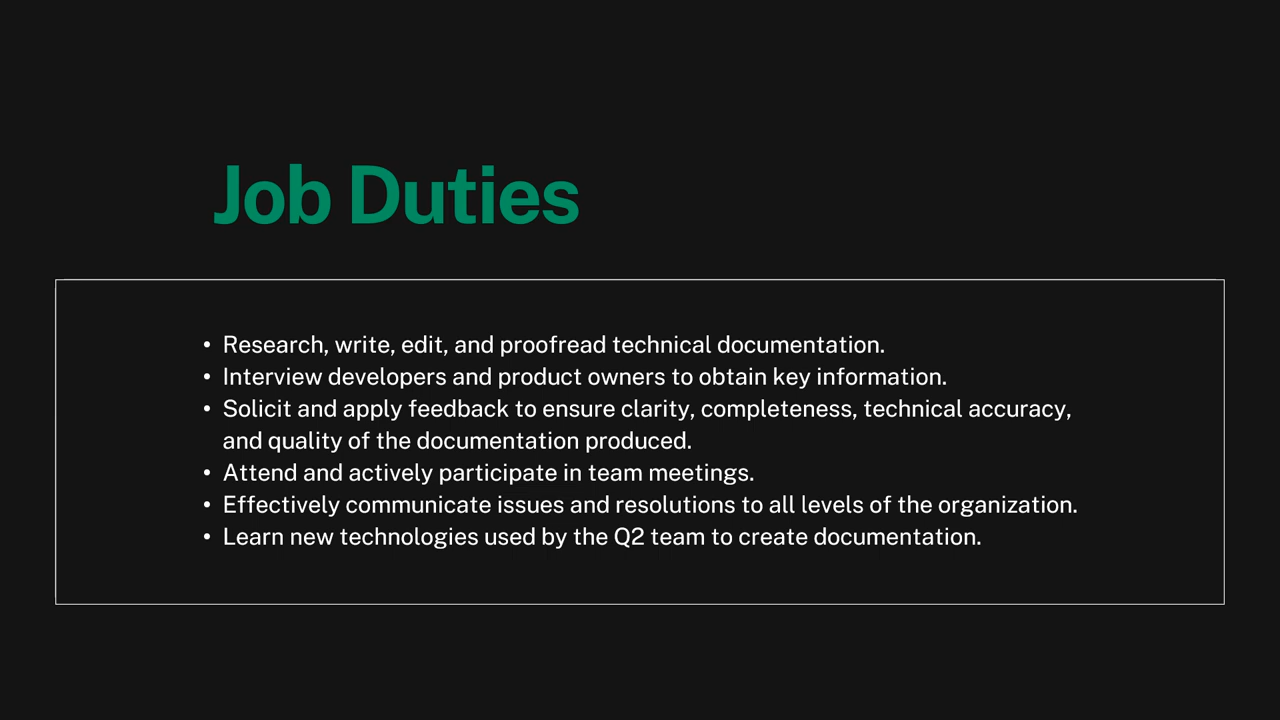 Job Duties
• Research, write, edit, and proofread technical documentation.
• Interview developers and product owners to obtain key information.
• Solicit and apply feedback to ensure clarity, completeness, technical accuracy,
and quality of the documentation produced.
• Attend and actively participate in team meetings.
• Effectively communicate issues and resolutions to all levels of the organization.
• Learn new technologies used by the Q2 team to create documentation.